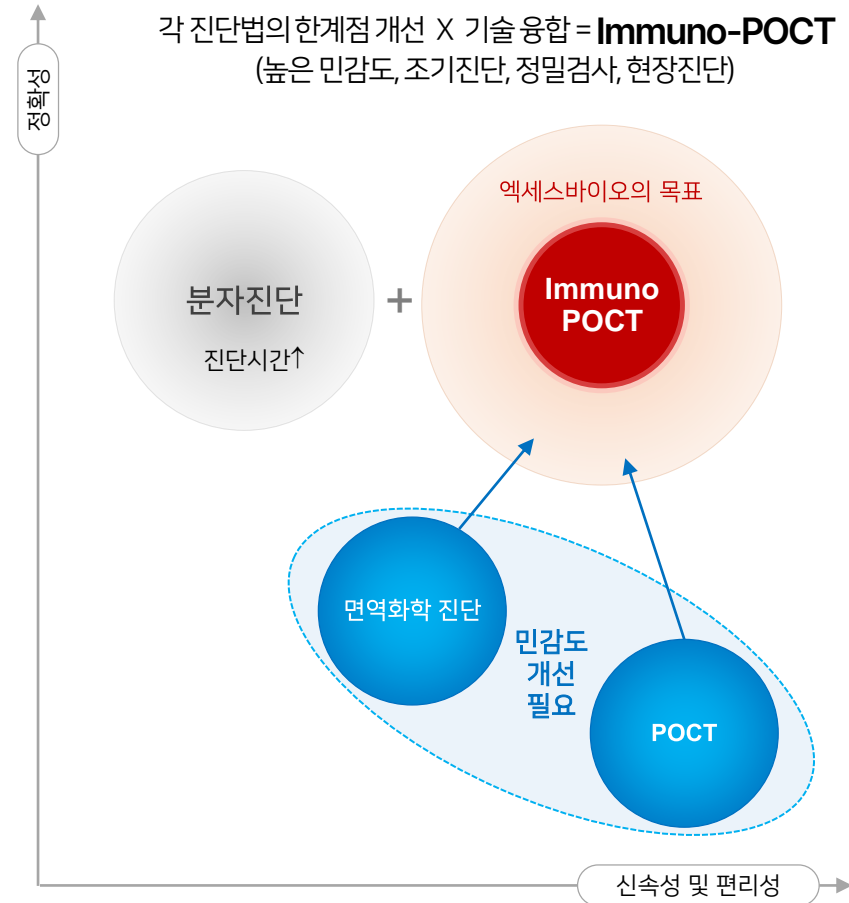 각 진단법의 한계점 개선 X 기술 융합 = Immuno-POCT
(높은 민감도, 조기진단, 정밀검사, 현장진단)
정확성
엑세스바이오의 목표
분자진단
진단시간↑
+
Immuno
POCT
면역화학 진단
민감도
개선
필요
POCT
신속성 및 편리성